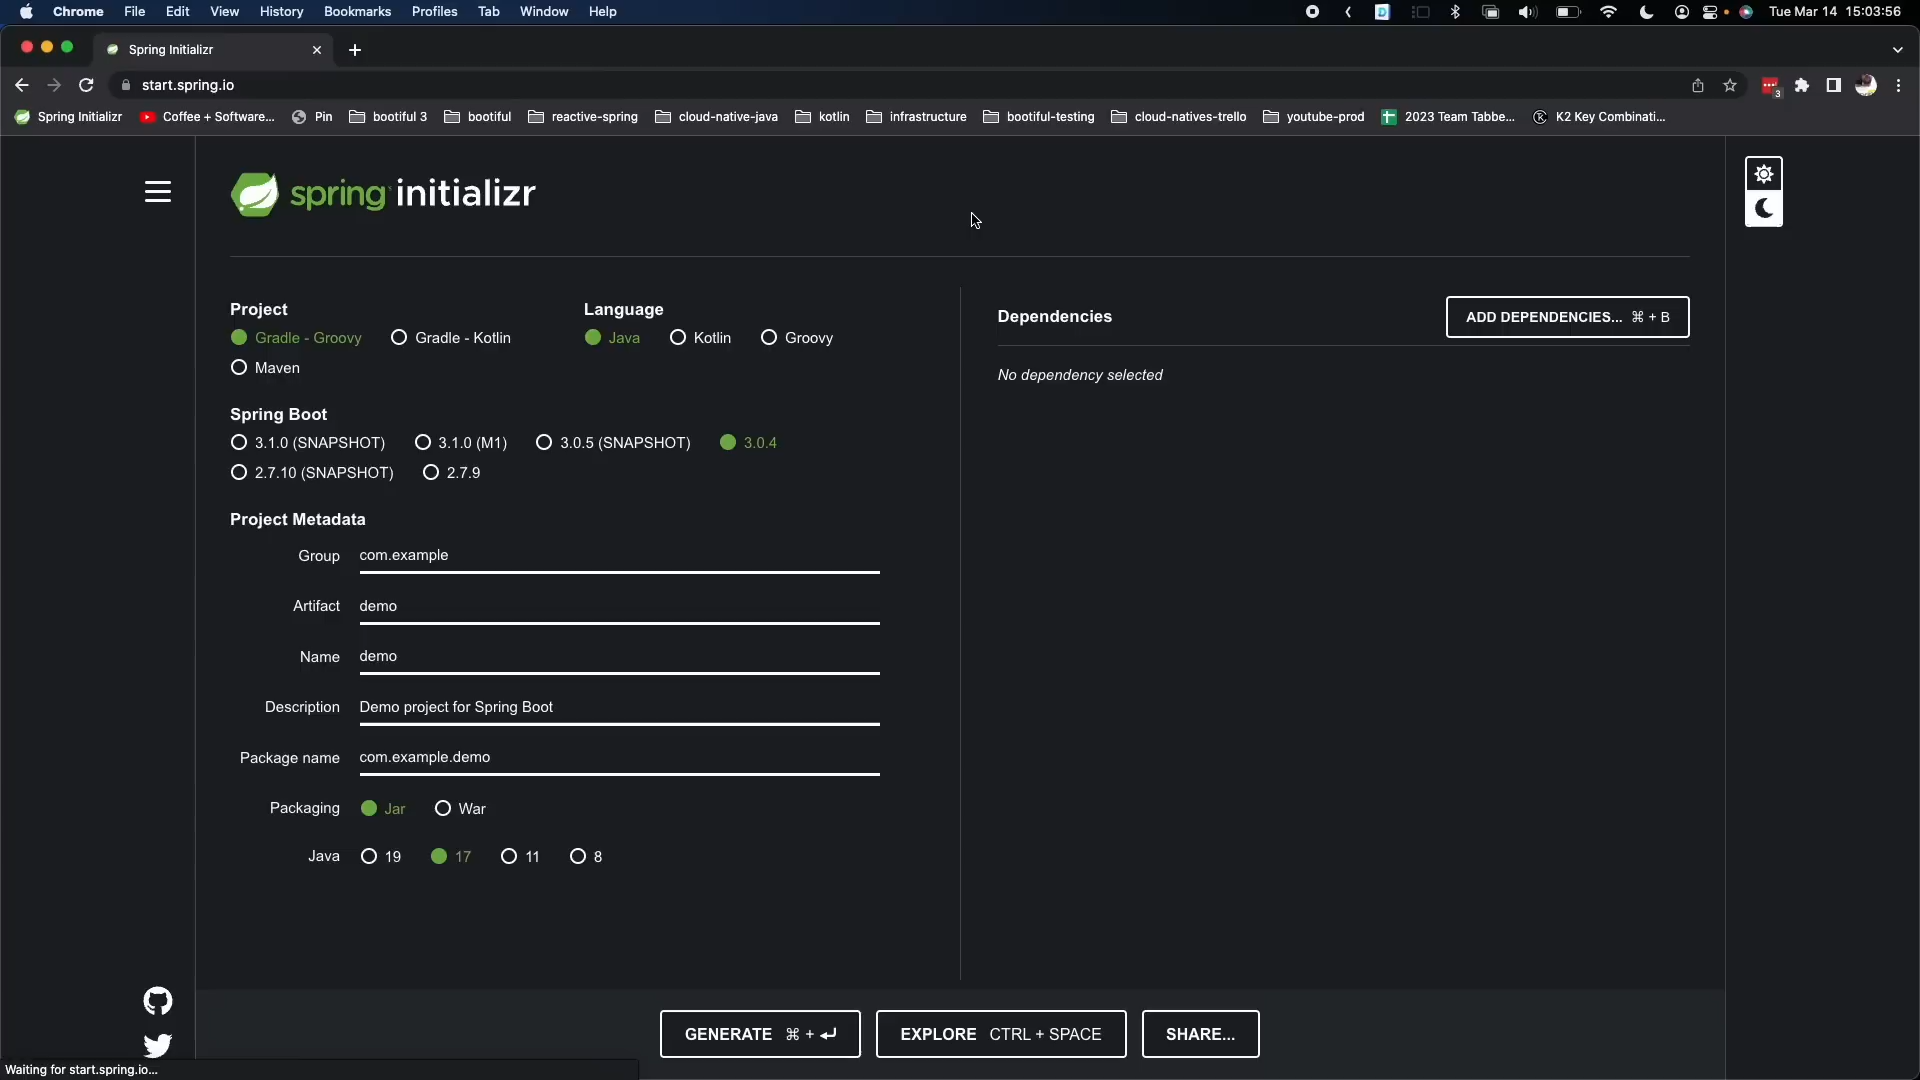 Chrome File Edit View History Bookmarks Profiles Tab Window Help Tue Mar 14 15:03:56
Spring Initializr
start.spring.io
3
Spring Initializr Coffee + Software... Pin bootiful 3 bootiful reactive-spring cloud-native-java kotlin infrastructure bootiful-testing cloud-natives-trello youtube-prod 2023 Team Tabbe... K2 Key Combinati...
spring initializr
Project Language
Dependencies ADD DEPENDENCIES... ⌘ + B
Gradle - Groovy Gradle - Kotlin Java Kotlin Groovy
Maven
No dependency selected
Spring Boot
3.1.0 (SNAPSHOT) 3.1.0 (M1) 3.0.5 (SNAPSHOT) 3.0.4
2.7.10 (SNAPSHOT) 2.7.9
Project Metadata
Group com.example
Artifact demo
Name demo
Description Demo project for Spring Boot
Package name com.example.demo
Packaging Jar War
Java 19 17 11 8
GENERATE ⌘ + ↵ EXPLORE CTRL + SPACE SHARE...
Waiting for start.spring.io...